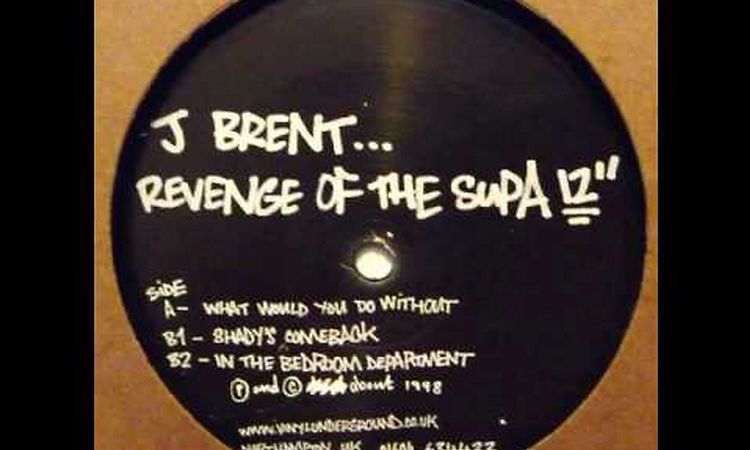 J BRENT...
REVENGE OF THE SUPA 12"
SIDE
A - WHAT WOULD YOU DO WITHOUT
B1 - SHADY'S COMEBACK
B2 - IN THE BEDROOM DEPARTMENT
Ⓟ and © doont 1998
WWW.VINYLUNDERGROUND.CO.UK
NORTHAMPTON UK